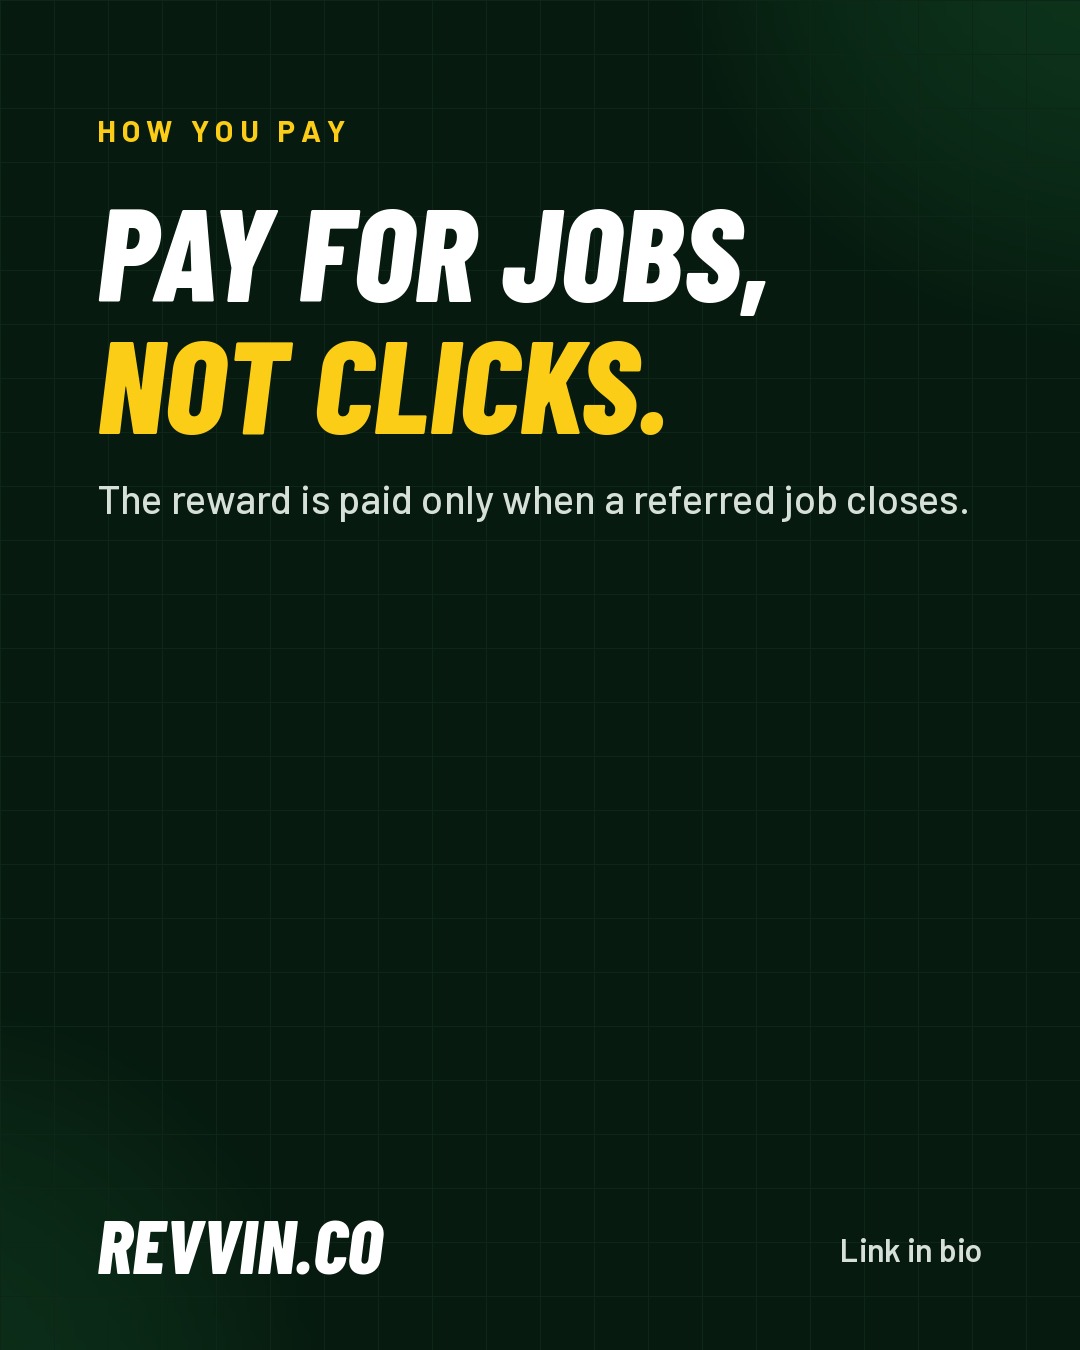 HOW YOU PAY
PAY FOR JOBS,
NOT CLICKS.
The reward is paid only when a referred job closes.
REVVIN.CO
Link in bio